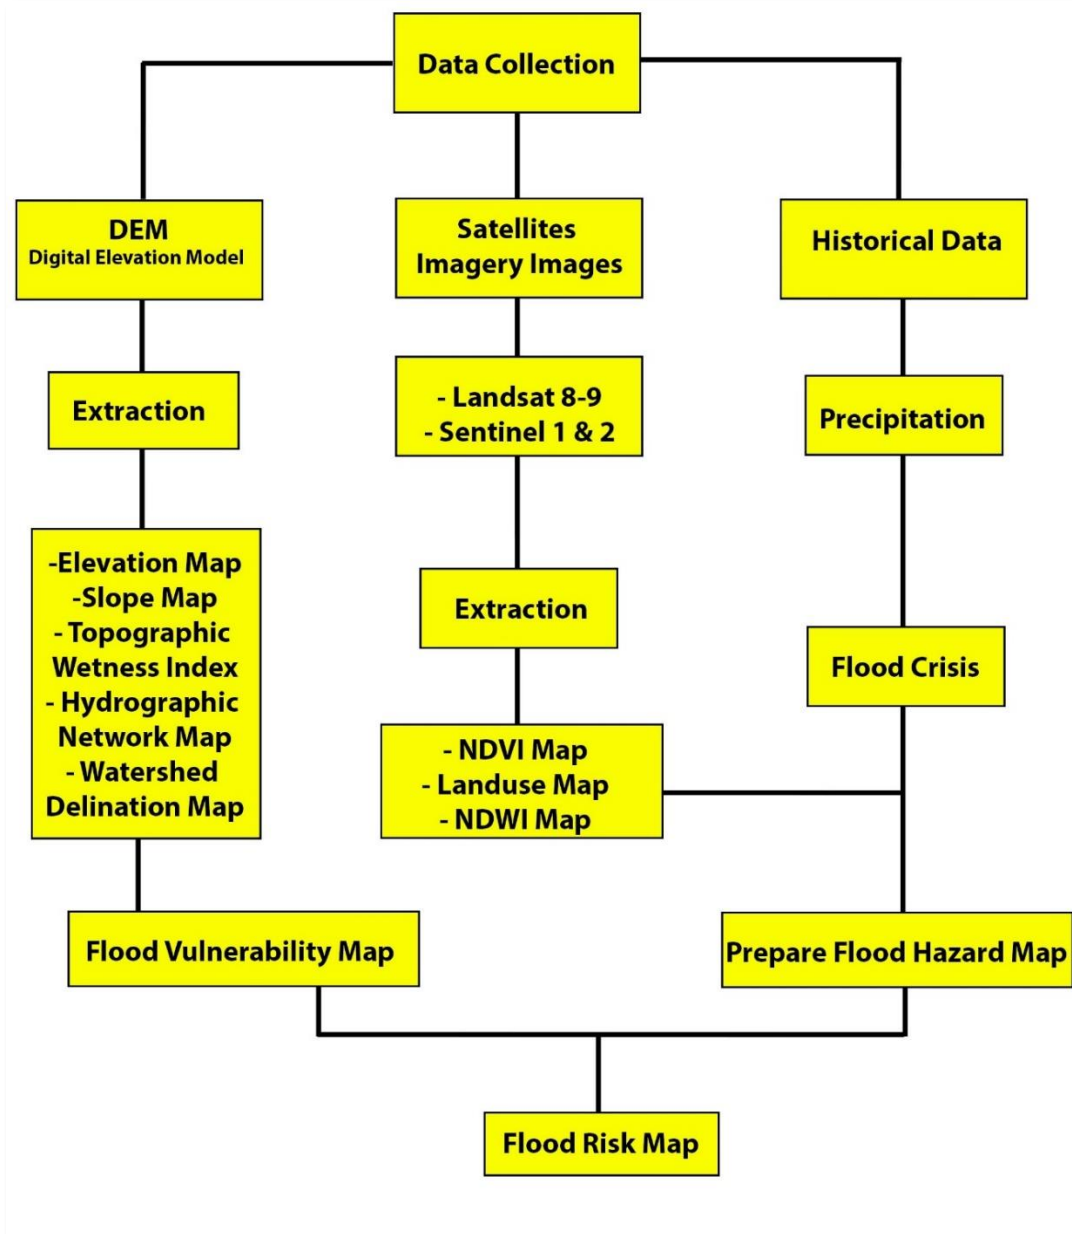 Data Collection
DEM
Digital Elevation Model
Satellites
Imagery Images
Historical Data
Extraction
- Landsat 8-9
- Sentinel 1 & 2
Precipitation
-Elevation Map
-Slope Map
- Topographic
Wetness Index
- Hydrographic
Network Map
- Watershed
Delination Map
Extraction
Flood Crisis
- NDVI Map
- Landuse Map
- NDWI Map
Flood Vulnerability Map
Prepare Flood Hazard Map
Flood Risk Map